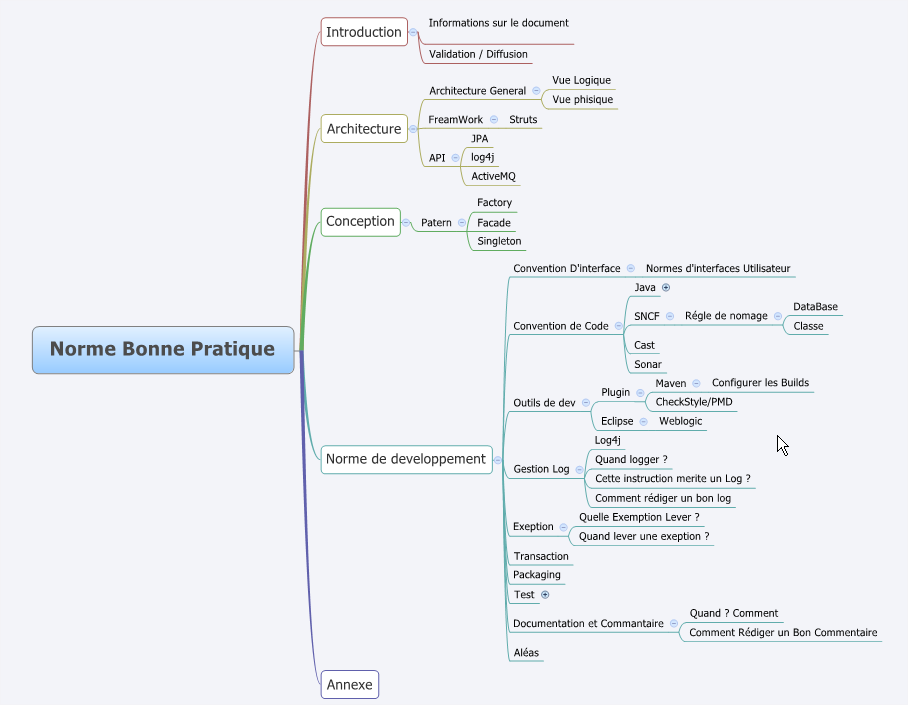 Norme Bonne Pratique
Introduction
Informations sur le document
Validation / Diffusion
Architecture
Architecture General
Vue Logique
Vue phisique
FreamWork
Struts
API
JPA
log4j
ActiveMQ
Conception
Patern
Factory
Facade
Singleton
Norme de developpement
Convention D'interface
Normes d'interfaces Utilisateur
Convention de Code
Java
SNCF
Régle de nomage
DataBase
Classe
Cast
Sonar
Outils de dev
Plugin
Maven
Configurer les Builds
CheckStyle/PMD
Eclipse
Weblogic
Gestion Log
Log4j
Quand logger ?
Cette instruction merite un Log ?
Comment rédiger un bon log
Exeption
Quelle Exemption Lever ?
Quand lever une exeption ?
Transaction
Packaging
Test
Documentation et Commantaire
Quand ? Comment
Comment Rédiger un Bon Commentaire
Aléas
Annexe